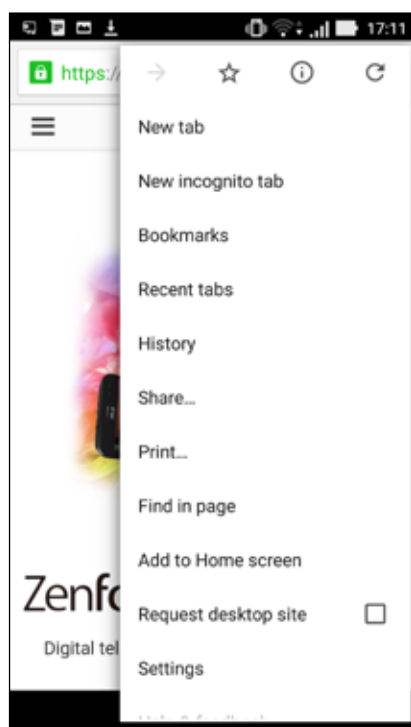 17:11
https://
New tab
New incognito tab
Bookmarks
Recent tabs
History
Share...
Print...
Find in page
Add to Home screen
Zenfo
Request desktop site
Digital tel
Settings